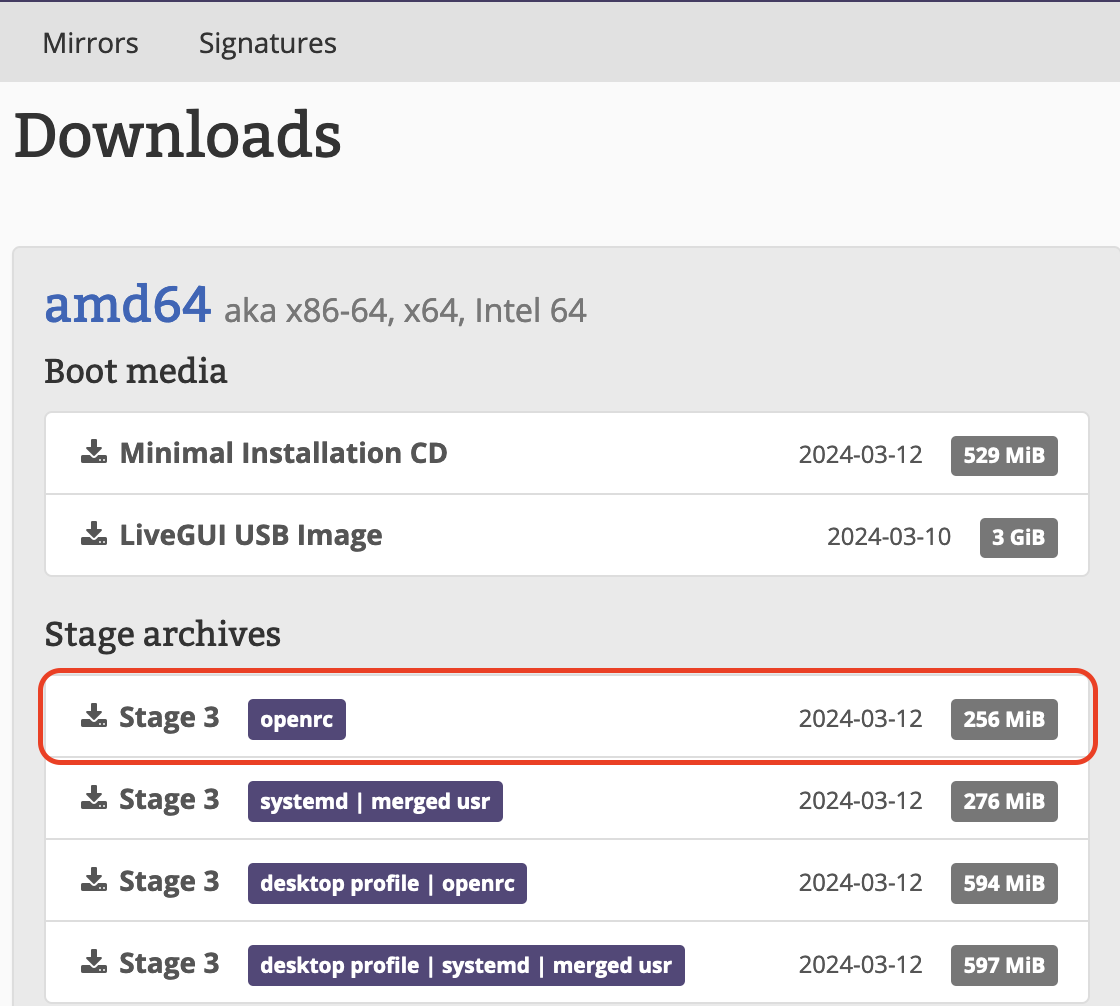 Mirrors Signatures
Downloads
amd64 aka x86-64, x64, Intel 64
Boot media
Minimal Installation CD 2024-03-12 529 MiB
LiveGUI USB Image 2024-03-10 3 GiB
Stage archives
Stage 3 openrc 2024-03-12 256 MiB
Stage 3 systemd | merged usr 2024-03-12 276 MiB
Stage 3 desktop profile | openrc 2024-03-12 594 MiB
Stage 3 desktop profile | systemd | merged usr 2024-03-12 597 MiB